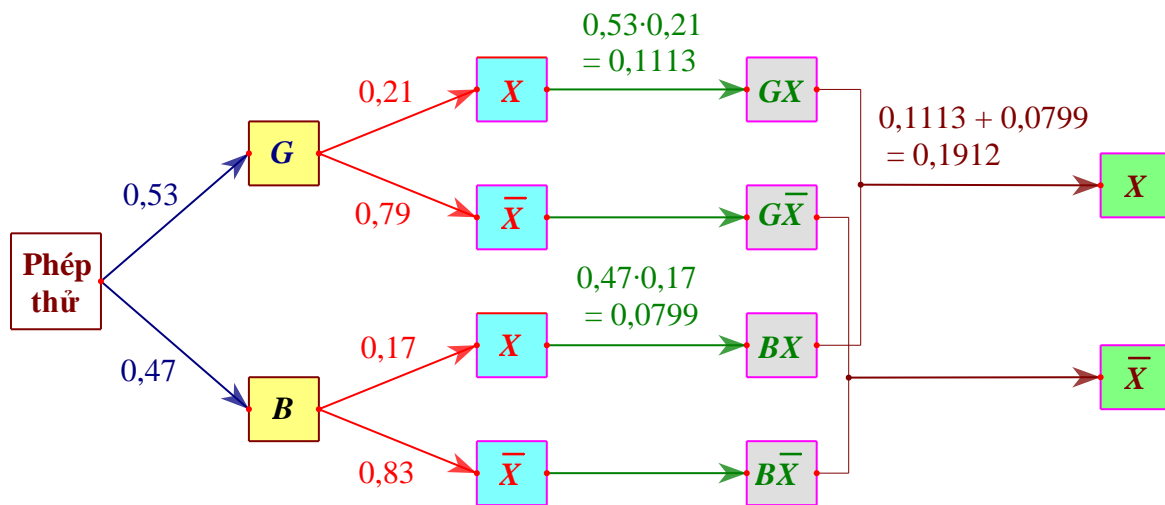 0,53·0,21
= 0,1113
0,21
X
GX
0,1113 + 0,0799
= 0,1912
G
X
0,53
0,79
X̅
GX̅
Phép
thử
0,47·0,17
= 0,0799
0,17
X
BX
X̅
0,47
B
0,83
X̅
BX̅